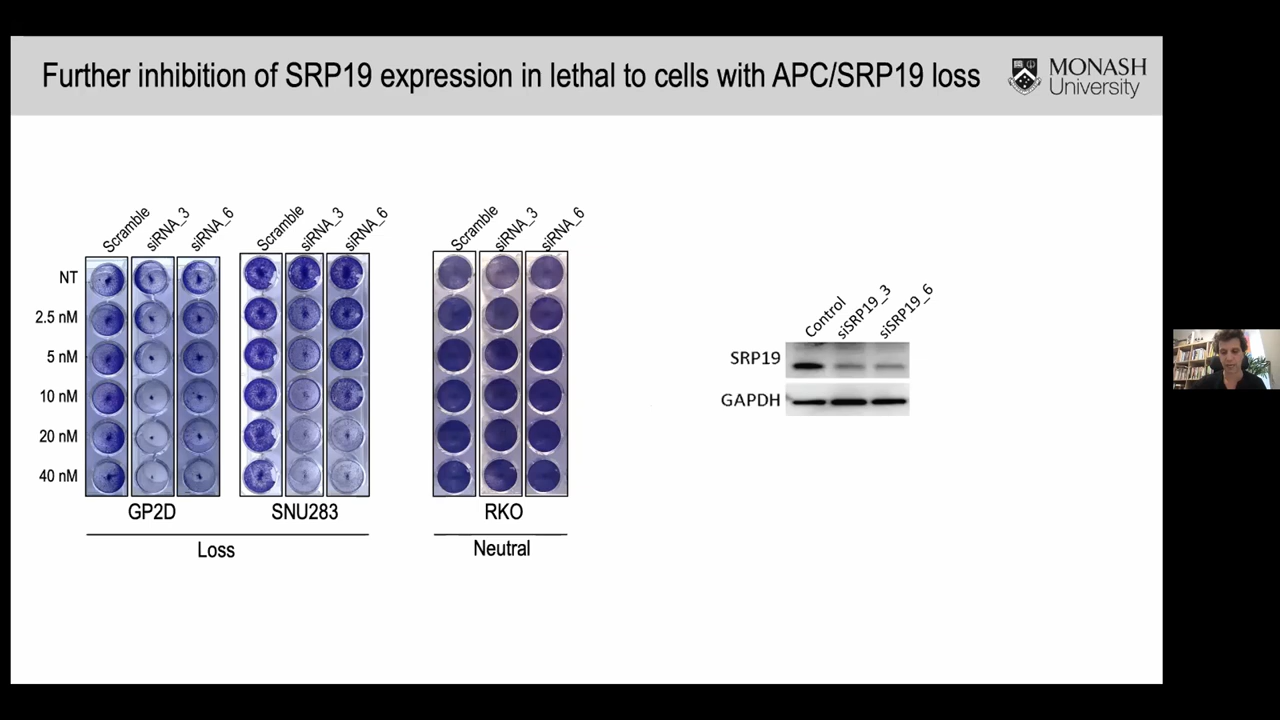 Further inhibition of SRP19 expression in lethal to cells with APC/SRP19 loss
MONASH
University
Scramble
siRNA_3
siRNA_6
Scramble
siRNA_3
siRNA_6
Scramble
siRNA_3
siRNA_6
NT
2.5 nM
5 nM
10 nM
20 nM
40 nM
GP2D
SNU283
RKO
Loss
Neutral
Control
siSRP19_3
siSRP19_6
SRP19
GAPDH